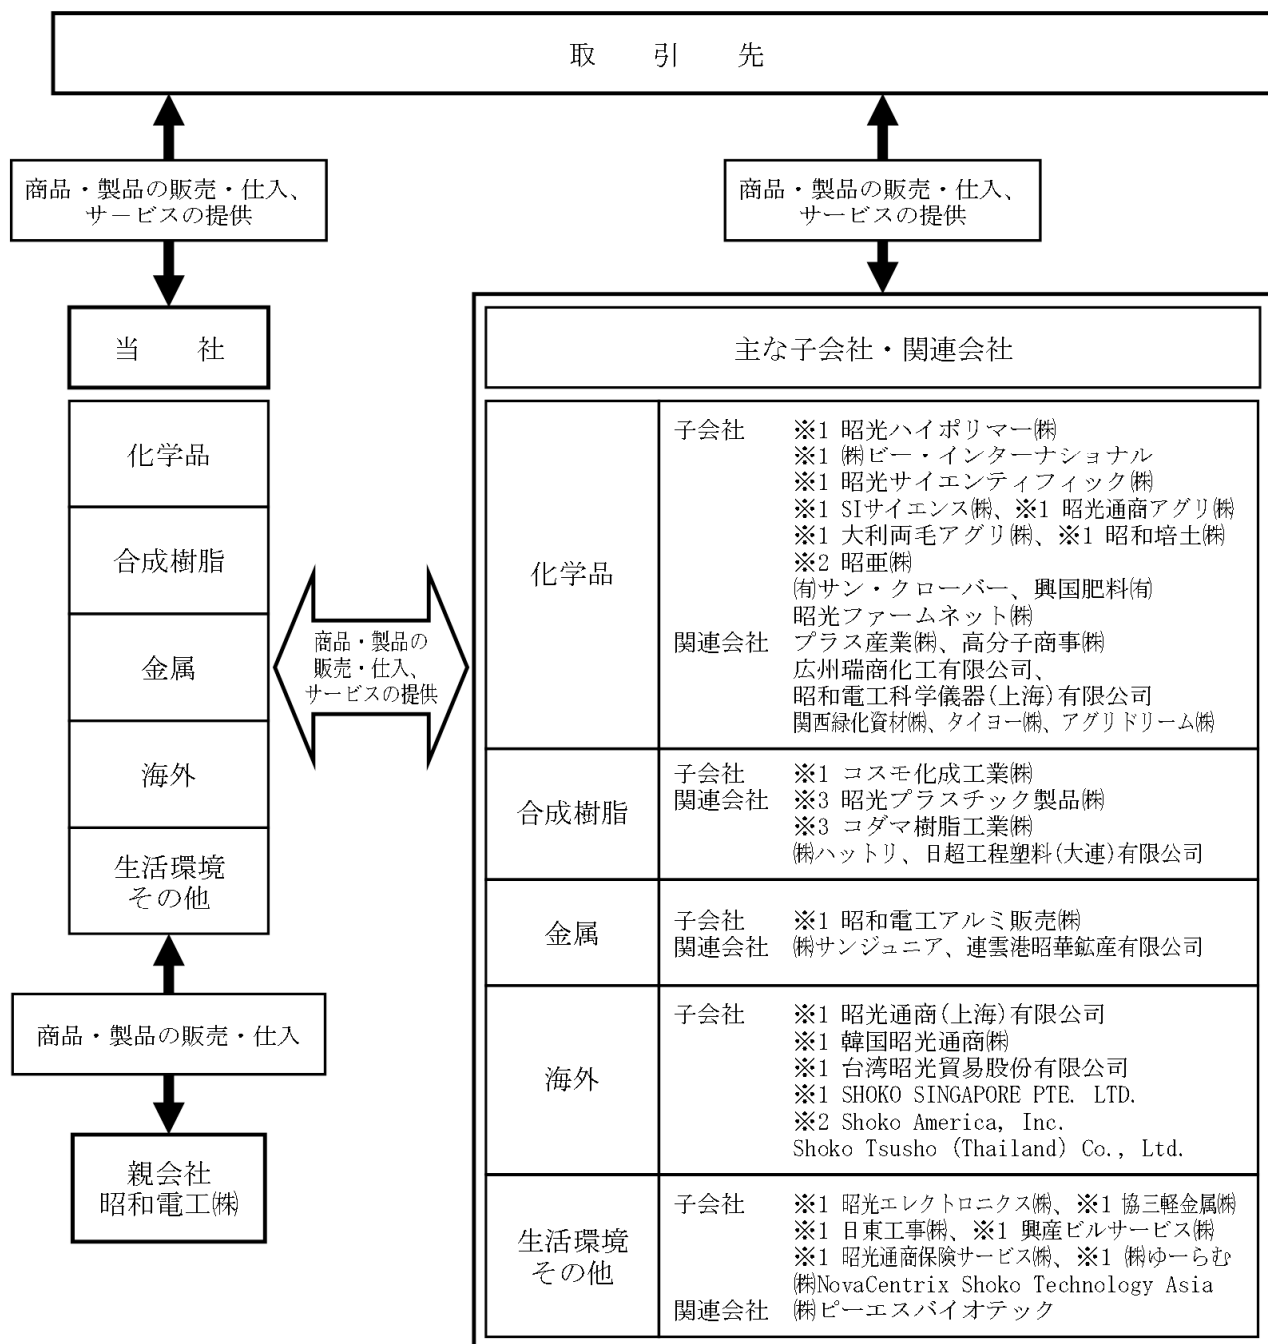 取引先
商品・製品の販売・仕入、
サービスの提供
商品・製品の販売・仕入、
サービスの提供
当社
化学品
合成樹脂
金属
海外
生活環境
その他
商品・製品の
販売・仕入、
サービスの提供
商品・製品の販売・仕入
親会社
昭和電工㈱
主な子会社・関連会社
化学品
子会社 ※1 昭光ハイポリマー㈱
※1 ㈱ビー・インターナショナル
※1 昭光サイエンティフィック㈱
※1 SIサイエンス㈱、※1 昭光通商アグリ㈱
※1 大利両毛アグリ㈱、※1 昭和培土㈱
※2 昭亜㈱
㈲サン・クローバー、興国肥料㈲
昭光ファームネット㈱
関連会社 プラス産業㈱、高分子商事㈱
広州瑞商化工有限公司、
昭和電工科学儀器(上海)有限公司
関西緑化資材㈱、タイヨー㈱、アグリドリーム㈱
合成樹脂
子会社 ※1 コスモ化成工業㈱
関連会社 ※3 昭光プラスチック製品㈱
※3 コダマ樹脂工業㈱
㈱ハットリ、日超工程塑料(大連)有限公司
金属
子会社 ※1 昭和電工アルミ販売㈱
関連会社 ㈱サンジュニア、連雲港昭華鉱産有限公司
海外
子会社 ※1 昭光通商(上海)有限公司
※1 韓国昭光通商㈱
※1 台湾昭光貿易股份有限公司
※1 SHOKO SINGAPORE PTE. LTD.
※2 Shoko America, Inc.
Shoko Tsusho (Thailand) Co., Ltd.
生活環境
その他
子会社 ※1 昭光エレクトロニクス㈱、※1 協三軽金属㈱
※1 日東工事㈱、※1 興産ビルサービス㈱
※1 昭光通商保険サービス㈱、※1 ㈱ゆーらむ
㈱NovaCentrix Shoko Technology Asia
関連会社 ㈱ピーエスバイオテック